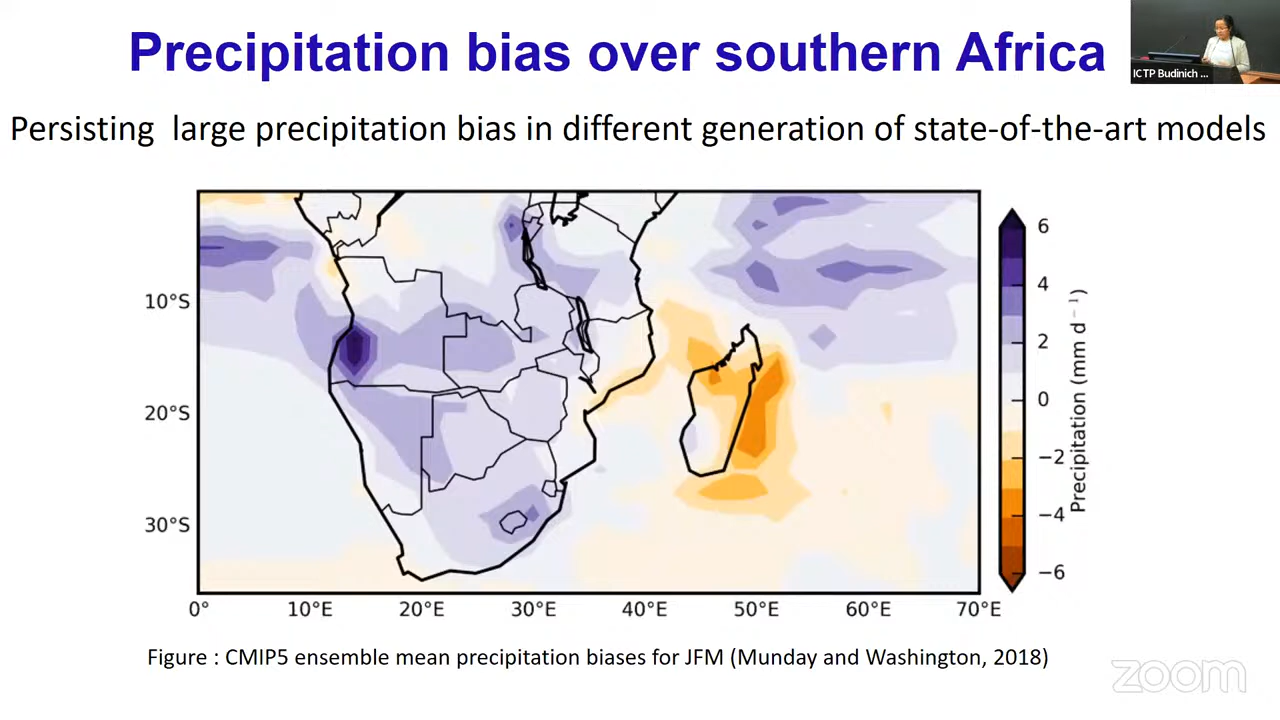 Precipitation bias over southern Africa
ICTP Budinich ...
Persisting large precipitation bias in different generation of state-of-the-art models
10°S
20°S
30°S
0°
10°E
20°E
30°E
40°E
50°E
60°E
70°E
6
4
2
0
−2
−4
−6
Precipitation (mm d⁻¹)
Figure : CMIP5 ensemble mean precipitation biases for JFM (Munday and Washington, 2018)
zoom